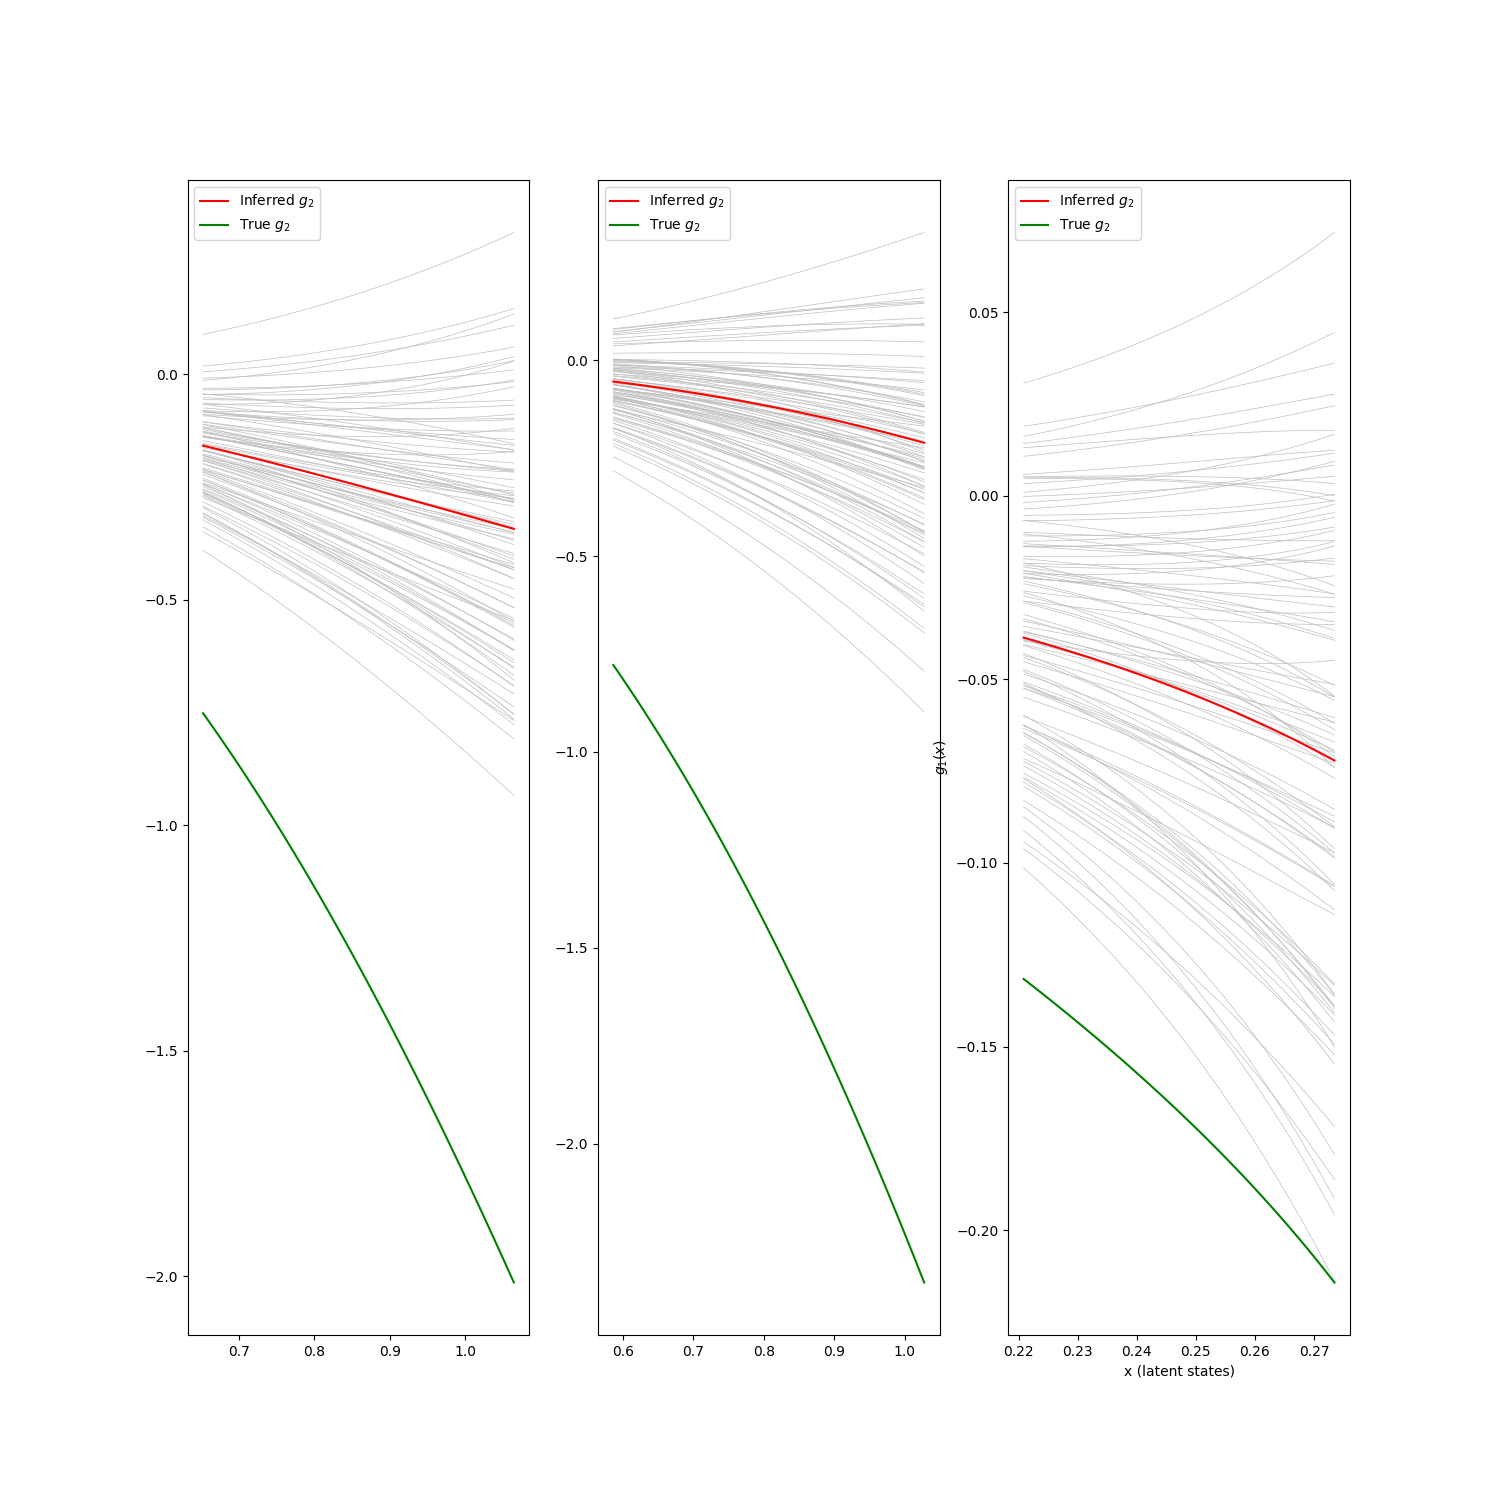 Inferred g₂
True g₂
0.0
−0.5
−1.0
−1.5
−2.0
0.7 0.8 0.9 1.0
Inferred g₂
True g₂
0.0
−0.5
−1.0
−1.5
−2.0
0.6 0.7 0.8 0.9 1.0
Inferred g₂
True g₂
g₁(x)
0.05
0.00
−0.05
−0.10
−0.15
−0.20
0.22 0.23 0.24 0.25 0.26 0.27
x (latent states)